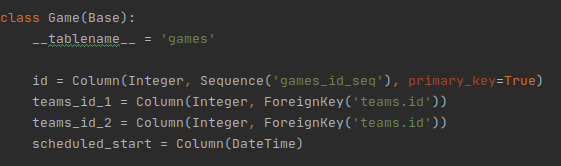 class Game(Base):
    __tablename__ = 'games'

    id = Column(Integer, Sequence('games_id_seq'), primary_key=True)
    teams_id_1 = Column(Integer, ForeignKey('teams.id'))
    teams_id_2 = Column(Integer, ForeignKey('teams.id'))
    scheduled_start = Column(DateTime)